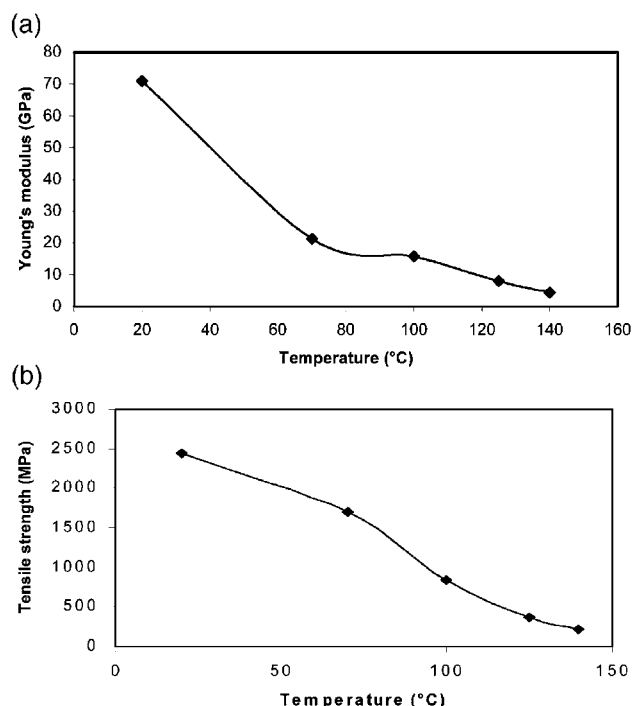 (a)
80
70
60
50
40
30
20
10
0
Young's modulus (GPa)
0 20 40 60 80 100 120 140 160
Temperature (°C)
(b)
3000
2500
2000
1500
1000
500
0
Tensile strength (MPa)
0 50 100 150
Temperature (°C)